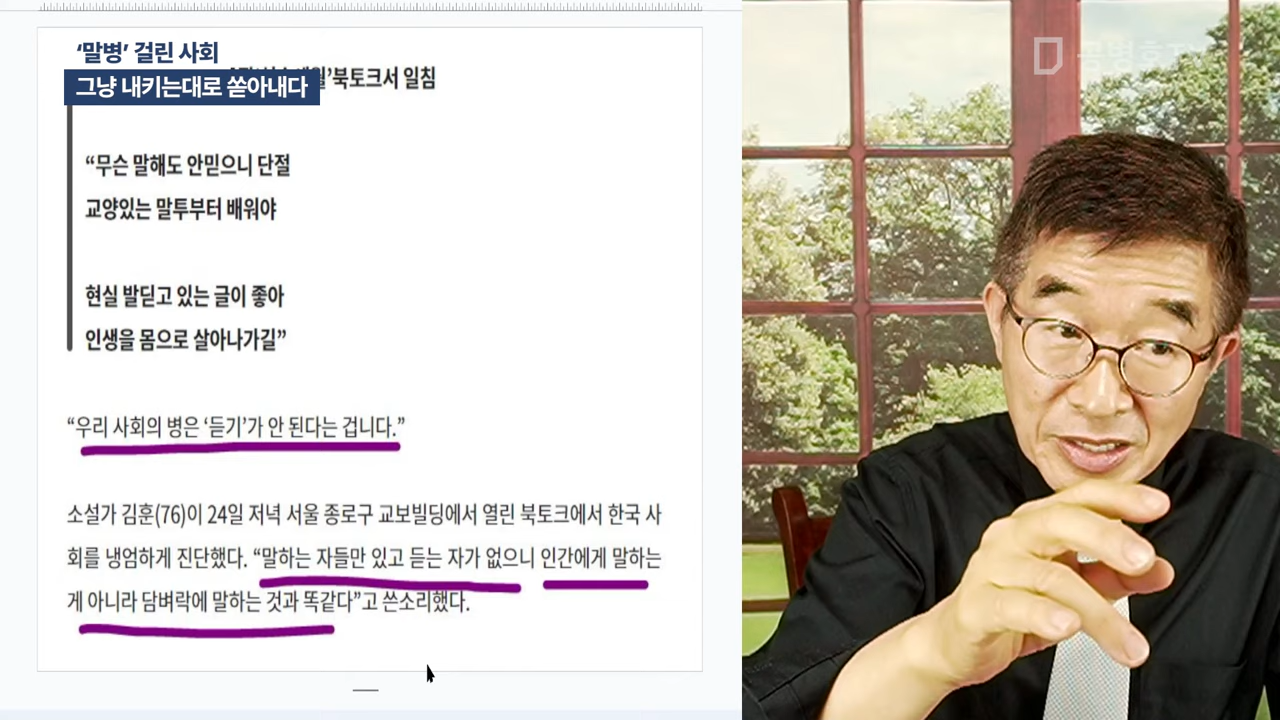 ‘말병’ 걸린 사회
그냥 내키는대로 쏟아내다
북토크서 일침
“무슨 말해도 안믿으니 단절
교양있는 말투부터 배워야
현실 발딛고 있는 글이 좋아
인생을 몸으로 살아나가길”
“우리 사회의 병은 ‘듣기’가 안 된다는 겁니다.”
소설가 김훈(76)이 24일 저녁 서울 종로구 교보빌딩에서 열린 북토크에서 한국 사
회를 냉엄하게 진단했다. “말하는 자들만 있고 듣는 자가 없으니 인간에게 말하는
게 아니라 담벼락에 말하는 것과 똑같다”고 쓴소리했다.